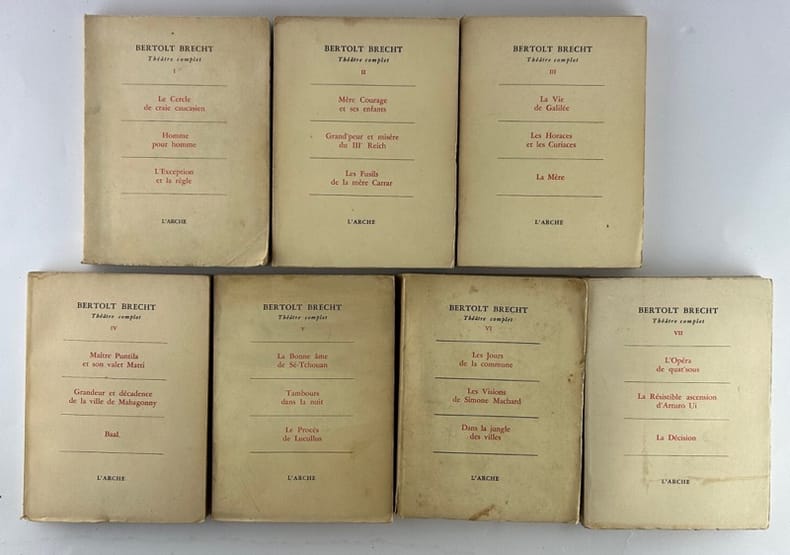 BERTOLT BRECHT
Théâtre complet
I
Le Cercle
de craie caucasien
Homme
pour homme
L'Exception
et la règle
L'ARCHE
BERTOLT BRECHT
Théâtre complet
II
Mère Courage
et ses enfants
Grand'peur et misère
du IIIᵉ Reich
Les Fusils
de la mère Carrar
L'ARCHE
BERTOLT BRECHT
Théâtre complet
III
La Vie
de Galilée
Les Horaces
et les Curiaces
La Mère
L'ARCHE
BERTOLT BRECHT
Théâtre complet
IV
Maître Puntila
et son valet Matti
Grandeur et décadence
de la ville de Mahagonny
Baal
L'ARCHE
BERTOLT BRECHT
Théâtre complet
V
La Bonne âme
de Sé-Tchouan
Tambours
dans la nuit
Le Procès
de Lucullus
L'ARCHE
BERTOLT BRECHT
Théâtre complet
VI
Les Jours
de la commune
Les Visions
de Simone Machard
Dans la jungle
des villes
L'ARCHE
BERTOLT BRECHT
Théâtre complet
VII
L'Opéra
de quat'sous
La Résistible ascension
d'Arturo Ui
La Décision
L'ARCHE